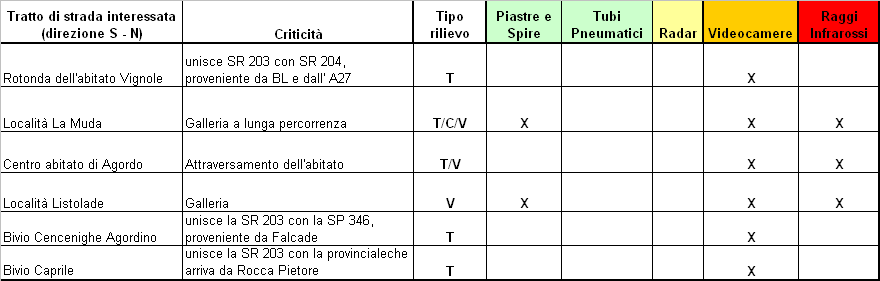 Tratto di strada interessata (direzione S - N) | Criticità | Tipo rilievo | Piastre e Spire | Tubi Pneumatici | Radar | Videocamere | Raggi Infrarossi
Rotonda dell'abitato Vignole | unisce SR 203 con SR 204, proveniente da BL e dall' A27 | T | | | | X |
Località La Muda | Galleria a lunga percorrenza | T/C/V | X | | | X | X
Centro abitato di Agordo | Attraversamento dell'abitato | T/V | | | | X | X
Località Listolade | Galleria | V | X | | | X | X
Bivio Cencenighe Agordino | unisce la SR 203 con la SP 346, proveniente da Falcade | T | | | | X |
Bivio Caprile | unisce la SR 203 con la provincialeche arriva da Rocca Pietore | T | | | | X |